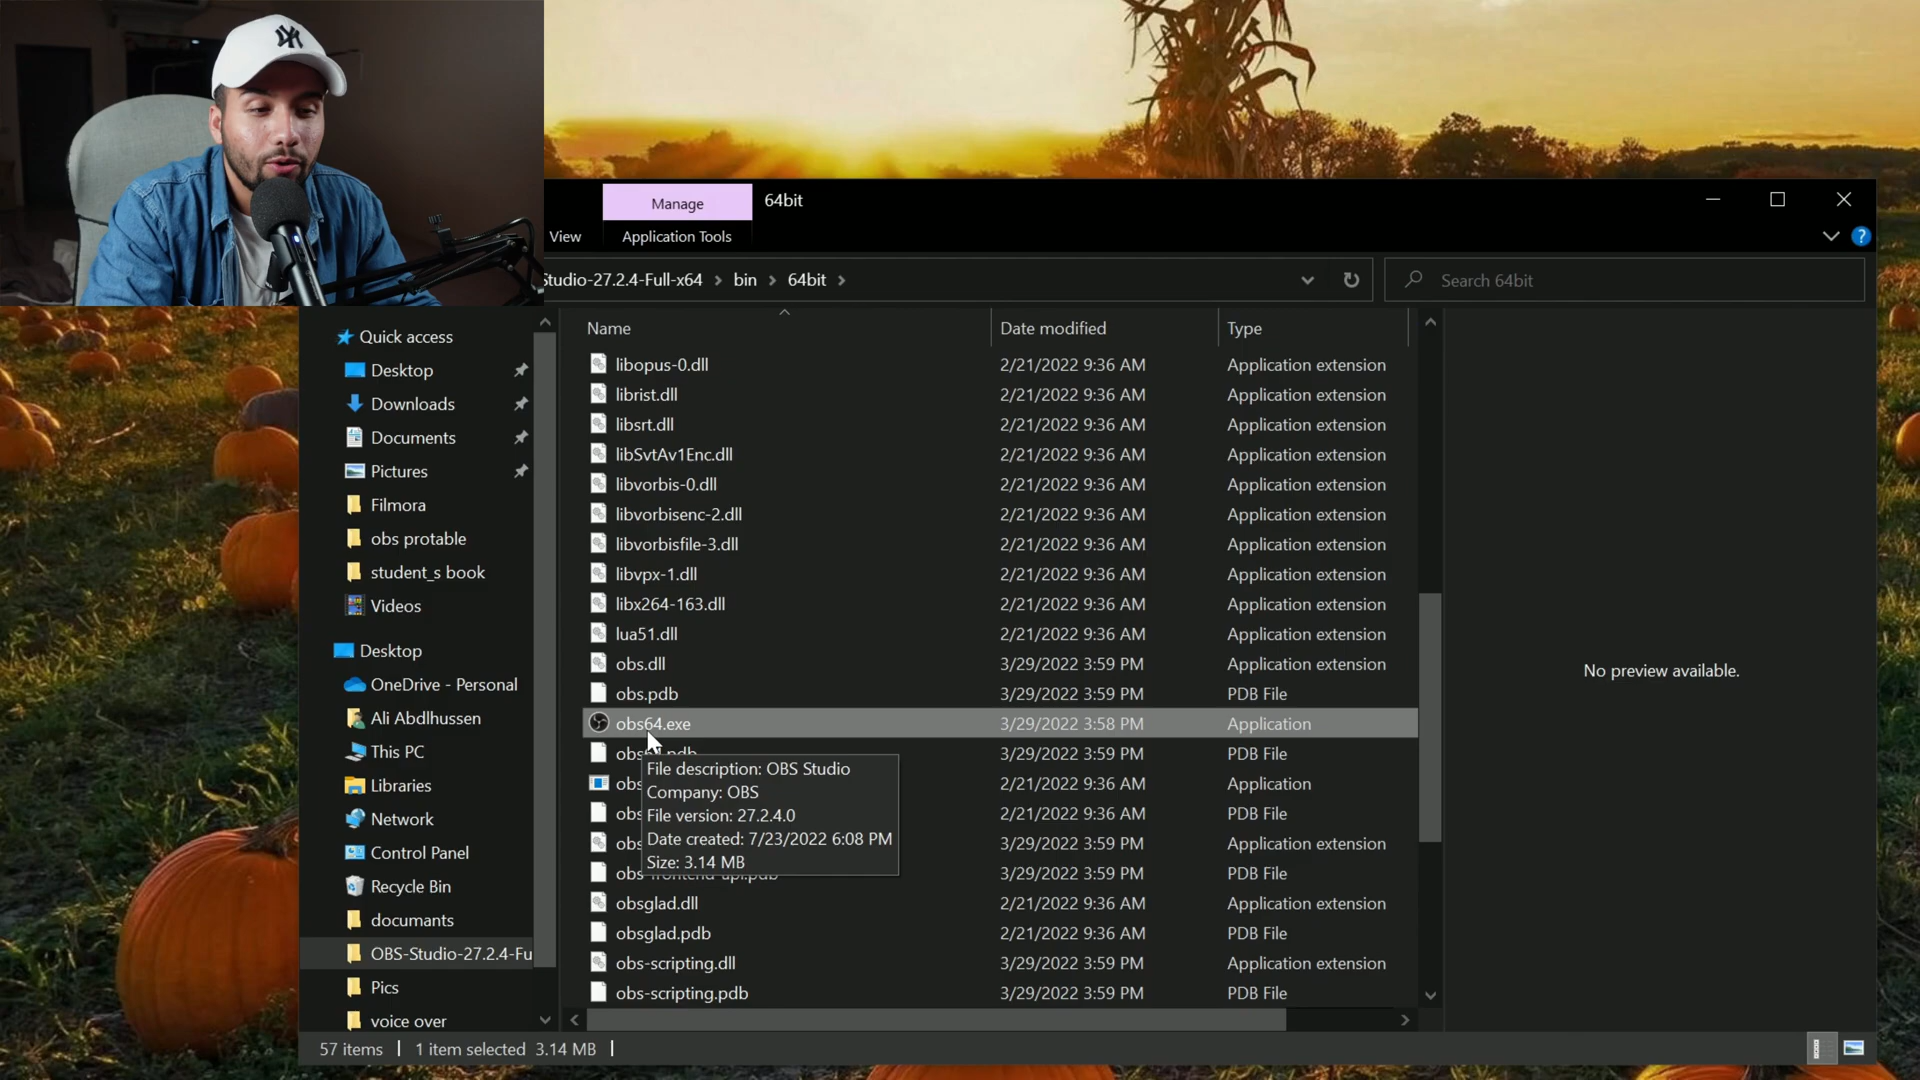 NY
Manage
64bit
View
Application Tools
Studio-27.2.4-Full-x64 > bin > 64bit >
Search 64bit
Name
Date modified
Type
Quick access
Desktop
Downloads
Documents
Pictures
Filmora
obs protable
student_s book
Videos
Desktop
OneDrive - Personal
Ali Abdlhussen
This PC
Libraries
Network
Control Panel
Recycle Bin
documants
OBS-Studio-27.2.4-Fu
Pics
voice over
libopus-0.dll 2/21/2022 9:36 AM Application extension
librist.dll 2/21/2022 9:36 AM Application extension
libsrt.dll 2/21/2022 9:36 AM Application extension
libSvtAv1Enc.dll 2/21/2022 9:36 AM Application extension
libvorbis-0.dll 2/21/2022 9:36 AM Application extension
libvorbisenc-2.dll 2/21/2022 9:36 AM Application extension
libvorbisfile-3.dll 2/21/2022 9:36 AM Application extension
libvpx-1.dll 2/21/2022 9:36 AM Application extension
libx264-163.dll 2/21/2022 9:36 AM Application extension
lua51.dll 2/21/2022 9:36 AM Application extension
obs.dll 3/29/2022 3:59 PM Application extension
obs.pdb 3/29/2022 3:59 PM PDB File
obs64.exe 3/29/2022 3:58 PM Application
obs64.pdb 3/29/2022 3:59 PM PDB File
obs 2/21/2022 9:36 AM Application
obs 2/21/2022 9:36 AM PDB File
obs 3/29/2022 3:59 PM Application extension
obs-frontend-api.pdb 3/29/2022 3:59 PM PDB File
obsglad.dll 2/21/2022 9:36 AM Application extension
obsglad.pdb 2/21/2022 9:36 AM PDB File
obs-scripting.dll 3/29/2022 3:59 PM Application extension
obs-scripting.pdb 3/29/2022 3:59 PM PDB File
File description: OBS Studio
Company: OBS
File version: 27.2.4.0
Date created: 7/23/2022 6:08 PM
Size: 3.14 MB
No preview available.
57 items
1 item selected 3.14 MB